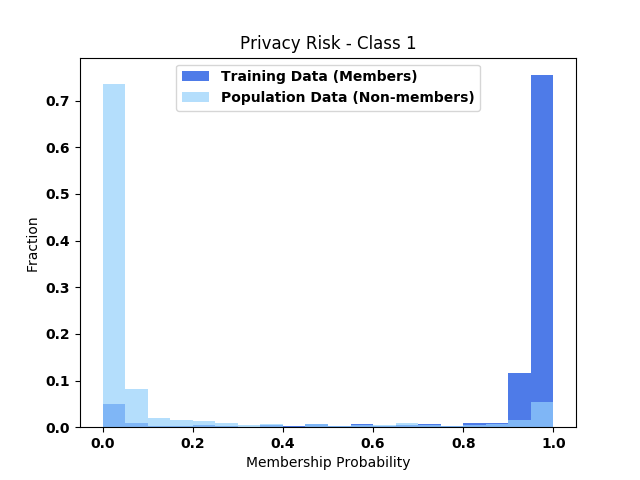 Privacy Risk - Class 1
Training Data (Members)
Population Data (Non-members)
Fraction
0.7
0.6
0.5
0.4
0.3
0.2
0.1
0.0
0.0 0.2 0.4 0.6 0.8 1.0
Membership Probability